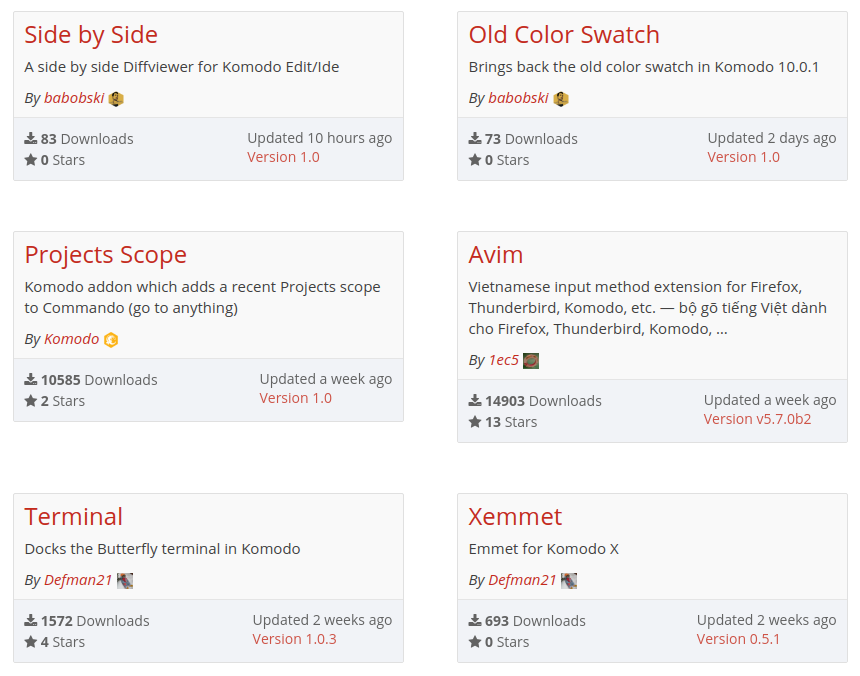 Side by Side
A side by side Diffviewer for Komodo Edit/Ide
By babobski
83 Downloads
Updated 10 hours ago
0 Stars
Version 1.0
Old Color Swatch
Brings back the old color swatch in Komodo 10.0.1
By babobski
73 Downloads
Updated 2 days ago
0 Stars
Version 1.0
Projects Scope
Komodo addon which adds a recent Projects scope
to Commando (go to anything)
By Komodo
10585 Downloads
Updated a week ago
2 Stars
Version 1.0
Avim
Vietnamese input method extension for Firefox,
Thunderbird, Komodo, etc. — bộ gõ tiếng Việt dành
cho Firefox, Thunderbird, Komodo, ...
By 1ec5
14903 Downloads
Updated a week ago
13 Stars
Version v5.7.0b2
Terminal
Docks the Butterfly terminal in Komodo
By Defman21
1572 Downloads
Updated 2 weeks ago
4 Stars
Version 1.0.3
Xemmet
Emmet for Komodo X
By Defman21
693 Downloads
Updated 2 weeks ago
0 Stars
Version 0.5.1